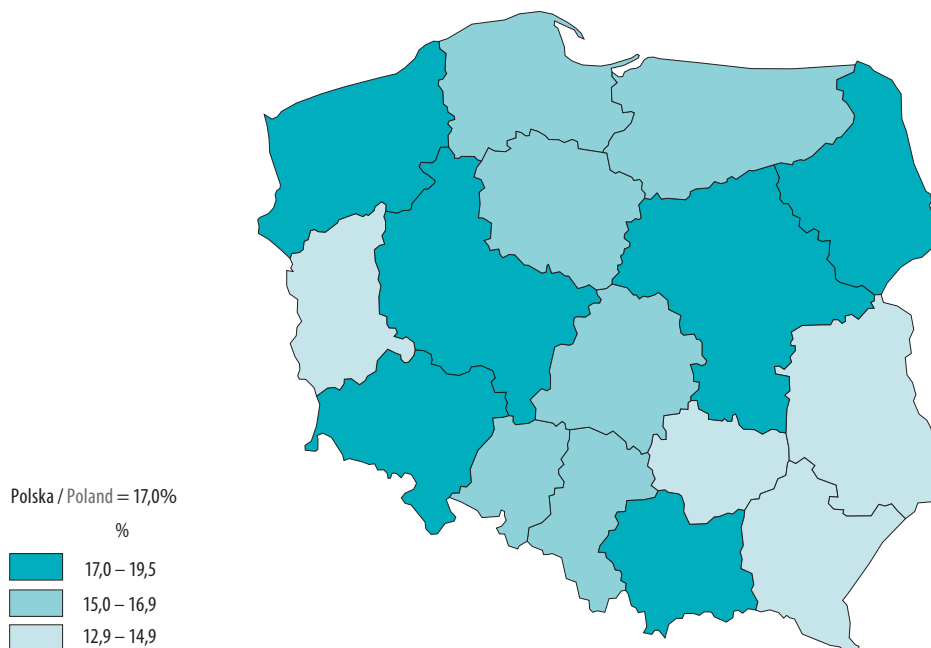 Polska / Poland = 17,0%
%
17,0 – 19,5
15,0 – 16,9
12,9 – 14,9